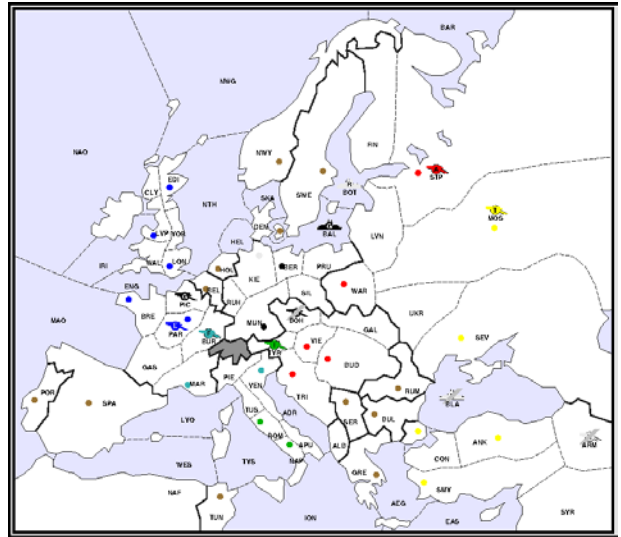 BAR
NWG
NAO
FIN
NWY
SWE
STP
EDI
CLY
BOT
MOS
NTH
SKA
DEN
BAL
LVN
LVP
YOR
HEL
IRI
WAL
LON
HOL
KIE
BER
PRU
WAR
ENG
BEL
RUH
SIL
PIC
UKR
MAO
BRE
PAR
MUN
BOH
GAL
SEV
BUR
VIE
GAS
TYR
BUD
MAR
PIE
VEN
TRI
RUM
POR
SPA
TUS
ADR
SER
BUL
BLA
LYO
ROM
APU
ALB
CON
ANK
ARM
WES
TYS
NAP
GRE
SMY
NAF
TUN
ION
AEG
EAS
SYR